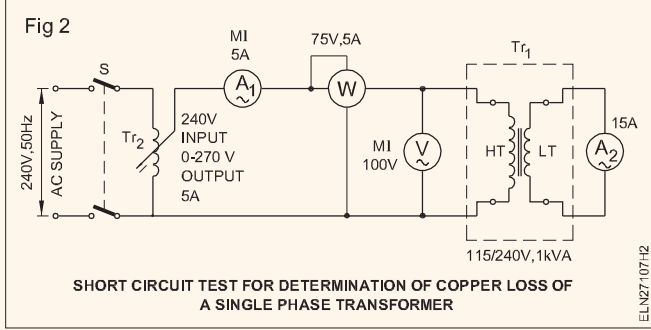 Fig 2
MI
5A
75V,5A
Tr1
S
A1
W
240V,50Hz
AC SUPPLY
Tr2
240V
INPUT
0-270 V
OUTPUT
5A
MI
100V
V
HT
LT
15A
A2
115/240V,1kVA
SHORT CIRCUIT TEST FOR DETERMINATION OF COPPER LOSS OF
A SINGLE PHASE TRANSFORMER
ELN27107H2